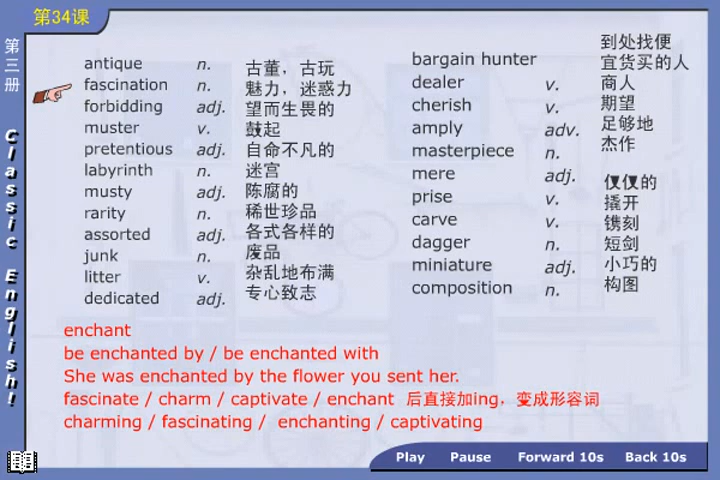 第34课
第三册
Classic English!
antique n. 古董，古玩
fascination n. 魅力，迷惑力
forbidding adj. 望而生畏的
muster v. 鼓起
pretentious adj. 自命不凡的
labyrinth n. 迷宫
musty adj. 陈腐的
rarity n. 稀世珍品
assorted adj. 各式各样的
junk n. 废品
litter v. 杂乱地布满
dedicated adj. 专心致志
bargain hunter 到处找便
宜货买的人
dealer v. 商人
cherish v. 期望
amply adv. 足够地
masterpiece n. 杰作
mere adj. 仅仅的
prise v. 撬开
carve v. 镌刻
dagger n. 短剑
miniature adj. 小巧的
composition n. 构图
enchant
be enchanted by / be enchanted with
She was enchanted by the flower you sent her.
fascinate / charm / captivate / enchant 后直接加ing，变成形容词
charming / fascinating / enchanting / captivating
Play Pause Forward 10s Back 10s